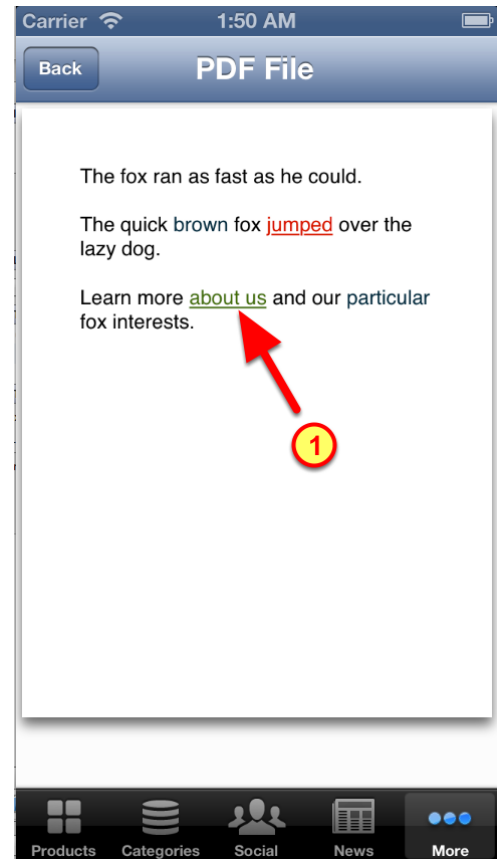 Carrier 1:50 AM
Back PDF File
The fox ran as fast as he could.
The quick brown fox jumped over the
lazy dog.
Learn more about us and our particular
fox interests.
1
Products Categories Social News More